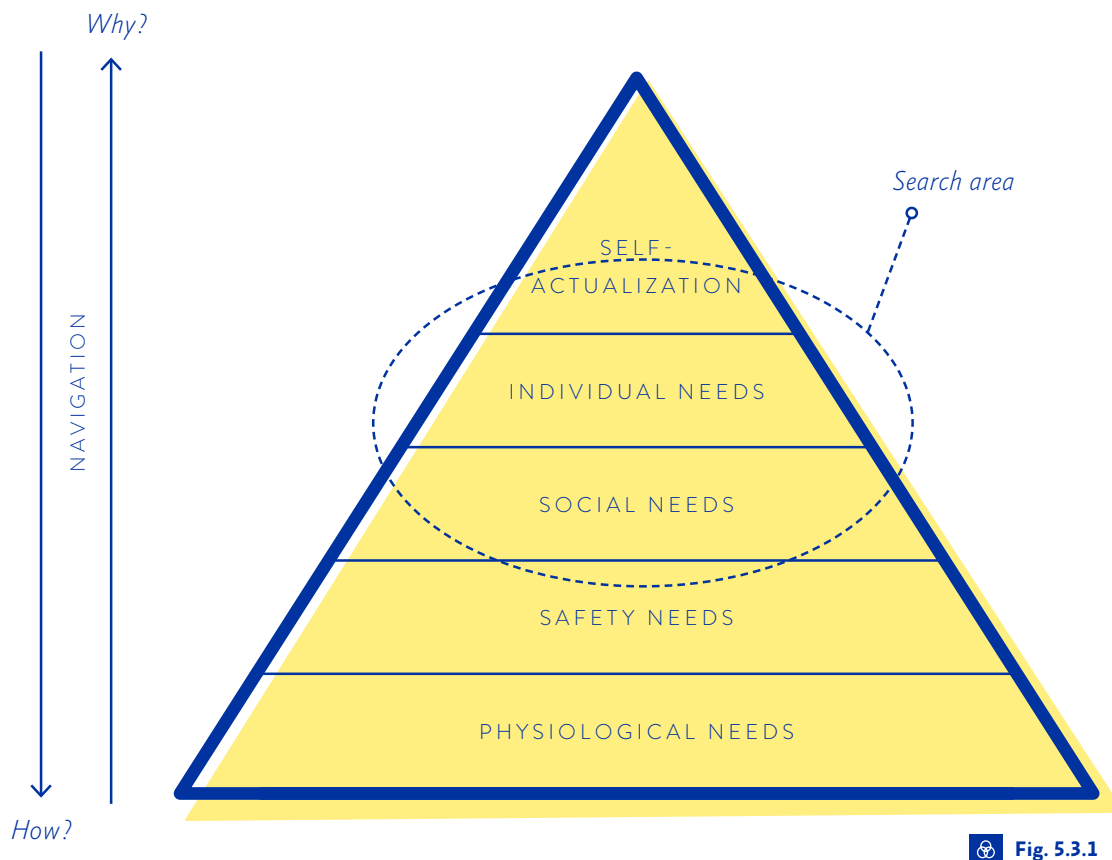 Why?
Search area
SELF-
ACTUALIZATION
NAVIGATION
INDIVIDUAL NEEDS
SOCIAL NEEDS
SAFETY NEEDS
PHYSIOLOGICAL NEEDS
How?
Fig. 5.3.1